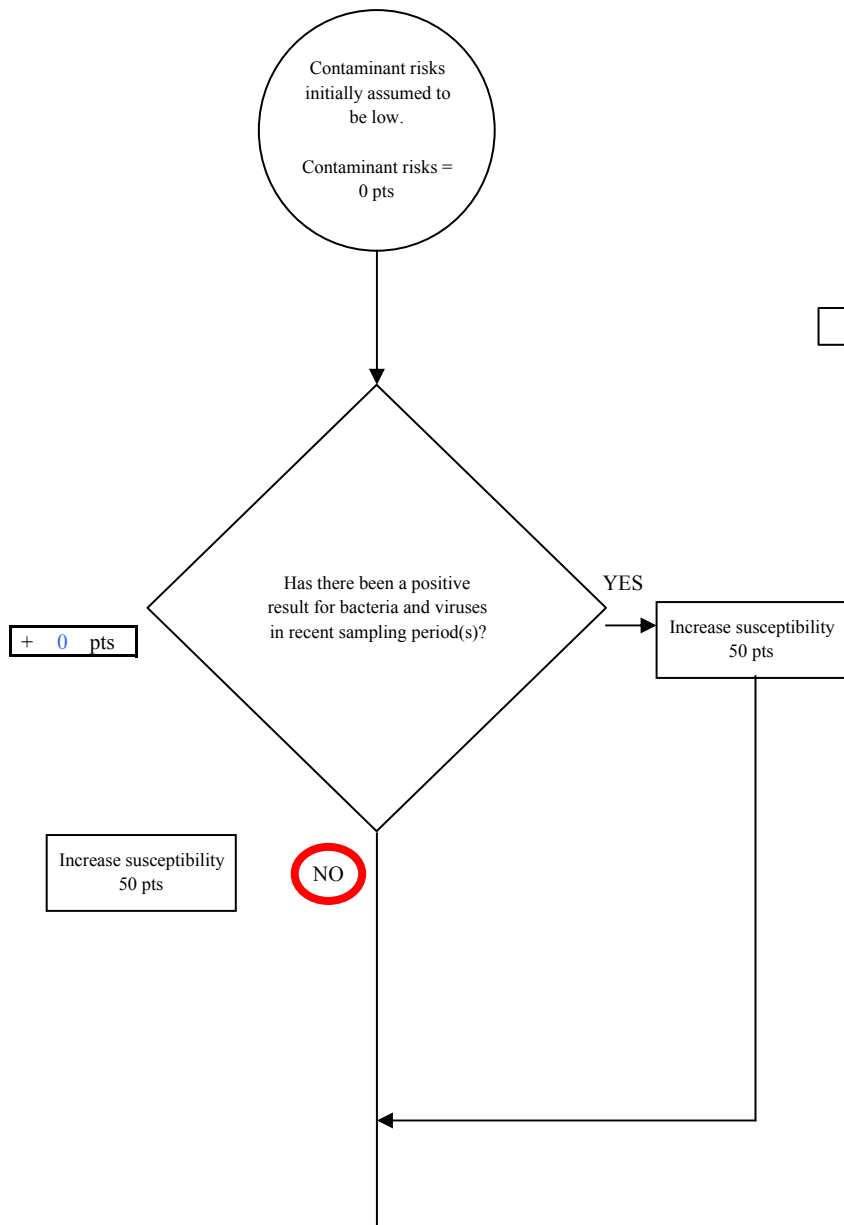 Contaminant risks
initially assumed to
be low.
Contaminant risks =
0 pts
Has there been a positive
result for bacteria and viruses
in recent sampling period(s)?
YES
+ 0 pts
Increase susceptibility
50 pts
Increase susceptibility
50 pts
NO